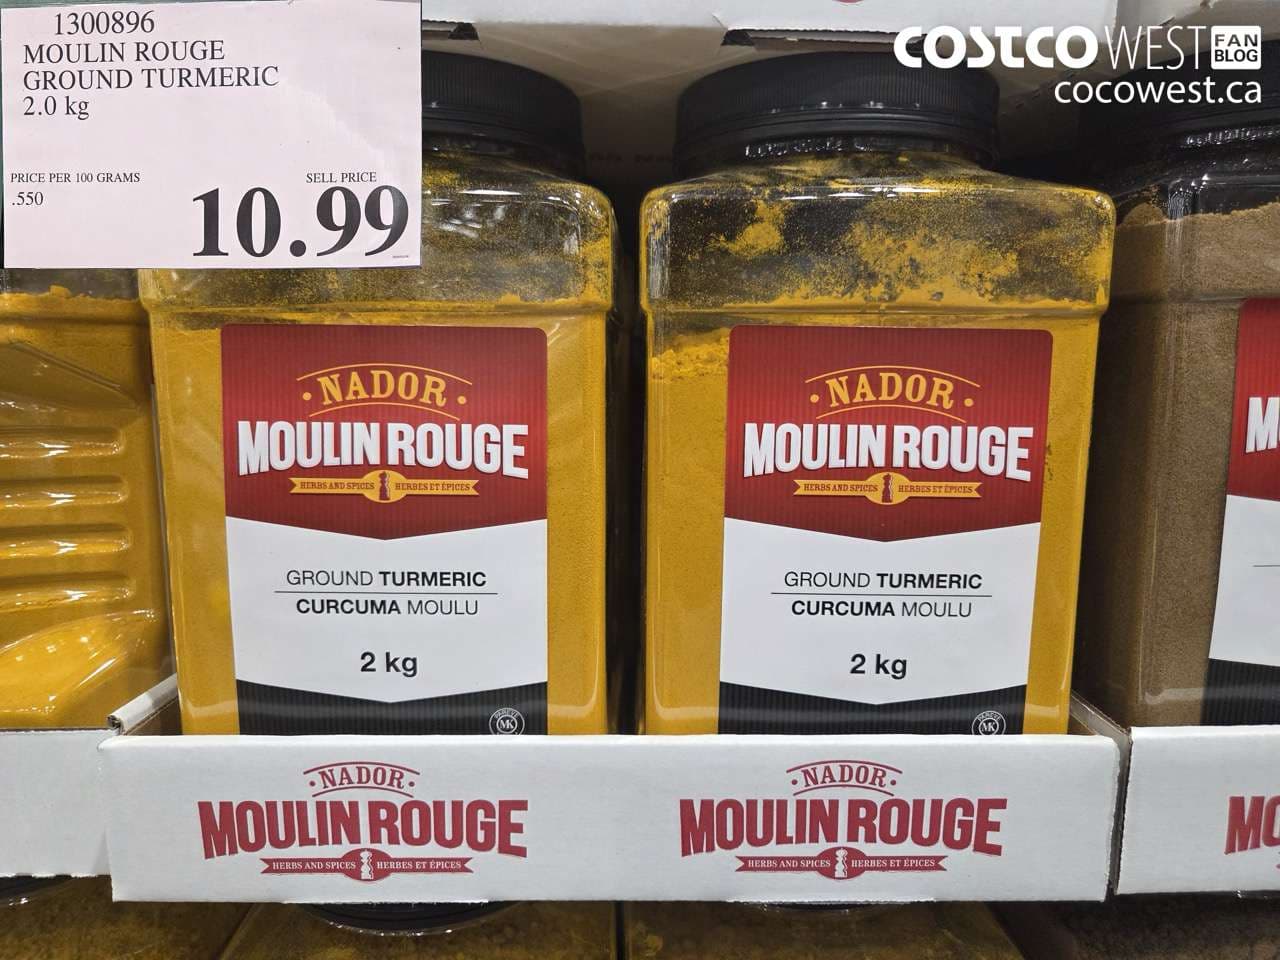 1300896
MOULIN ROUGE
GROUND TURMERIC
2.0 kg
PRICE PER 100 GRAMS
.550
SELL PRICE
10.99
COSTCO WEST FAN BLOG
cocowest.ca
NADOR
MOULIN ROUGE
HERBS AND SPICES HERBES ET ÉPICES
GROUND TURMERIC
CURCUMA MOULU
2 kg
MK
NADOR
MOULIN ROUGE
HERBS AND SPICES HERBES ET ÉPICES
GROUND TURMERIC
CURCUMA MOULU
2 kg
MK
M
NADOR
MOULIN ROUGE
HERBS AND SPICES HERBES ET ÉPICES
NADOR
MOULIN ROUGE
HERBS AND SPICES HERBES ET ÉPICES
MO